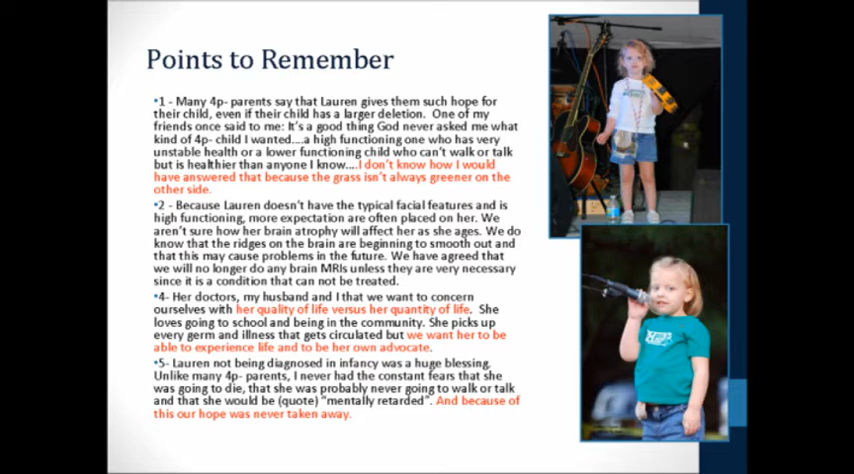 Points to Remember
•1 - Many 4p- parents say that Lauren gives them such hope for
their child, even if their child has a larger deletion. One of my
friends once said to me: It's a good thing God never asked me what
kind of 4p- child I wanted....a high functioning one who has very
unstable health or a lower functioning child who can't walk or talk
but is healthier than anyone I know....I don't know how I would
have answered that because the grass isn't always greener on the
other side.
•2 - Because Lauren doesn't have the typical facial features and is
high functioning, more expectation are often placed on her. We
aren't sure how her brain atrophy will affect her as she ages. We do
know that the ridges on the brain are beginning to smooth out and
that this may cause problems in the future. We have agreed that
we will no longer do any brain MRIs unless they are very necessary
since it is a condition that can not be treated.
•4- Her doctors, my husband and I that we want to concern
ourselves with her quality of life versus her quantity of life. She
loves going to school and being in the community. She picks up
every germ and illness that gets circulated but we want her to be
able to experience life and to be her own advocate.
•5- Lauren not being diagnosed in infancy was a huge blessing.
Unlike many 4p- parents, I never had the constant fears that she
was going to die, that she was probably never going to walk or talk
and that she would be (quote) "mentally retarded". And because of
this our hope was never taken away.